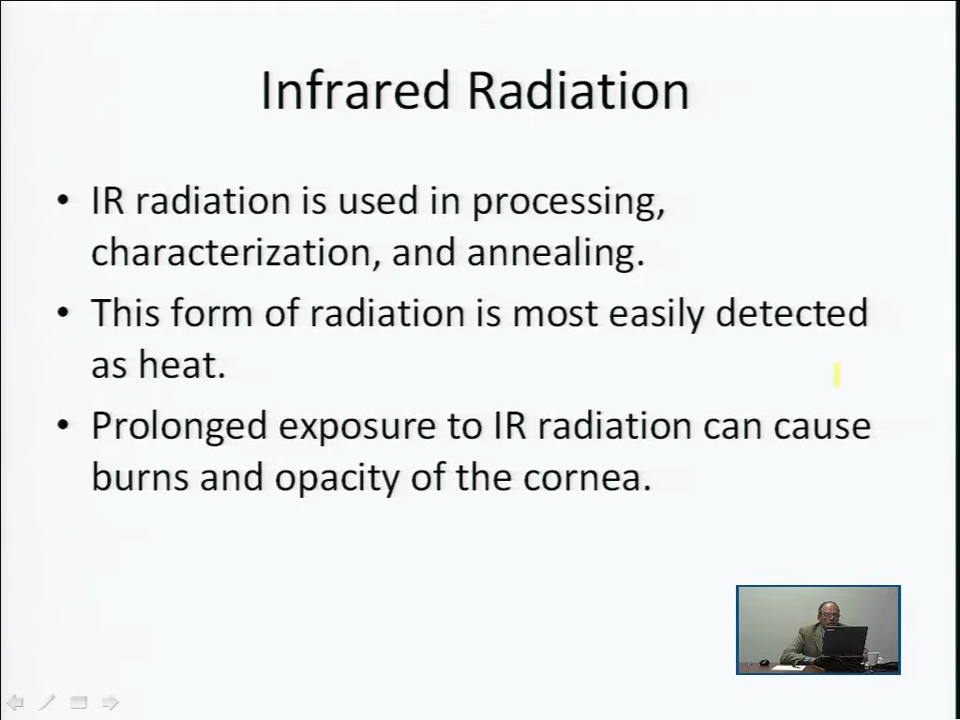 Infrared Radiation
• IR radiation is used in processing,
characterization, and annealing.
• This form of radiation is most easily detected
as heat.
• Prolonged exposure to IR radiation can cause
burns and opacity of the cornea.